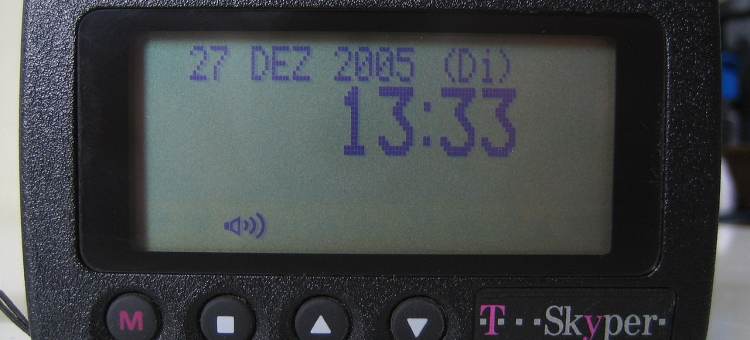 27 DEZ 2005 (Di)
13:33
M
T··Skyper·